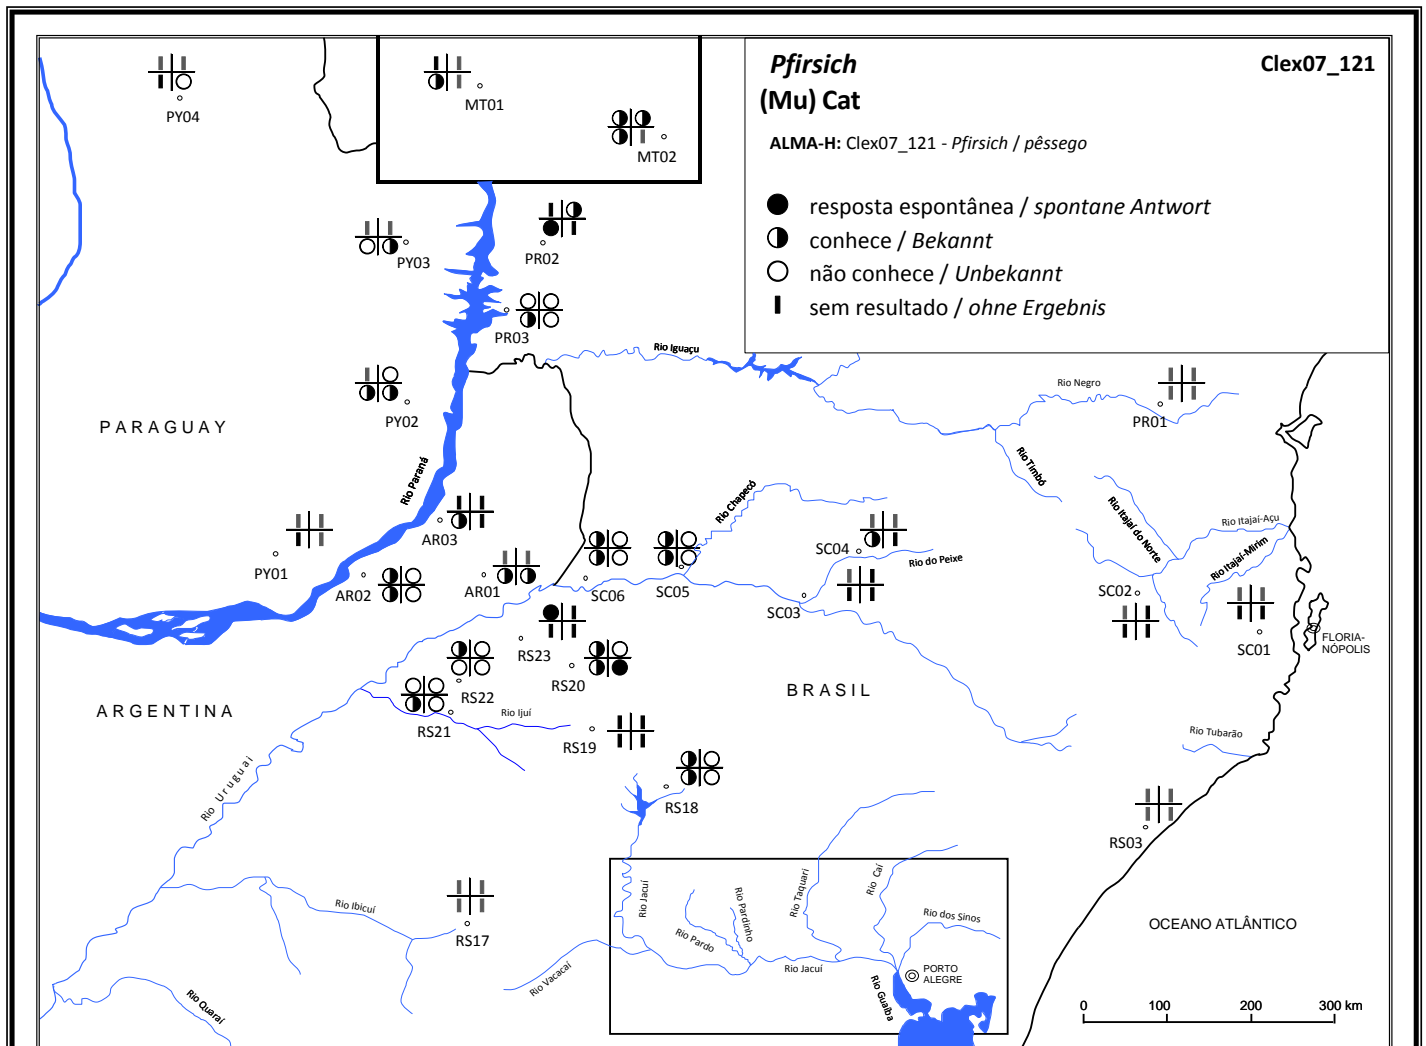 Pfirsich
Clex07_121
(Mu) Cat
ALMA-H: Clex07_121 - Pfirsich / pêssego
resposta espontânea / spontane Antwort
conhece / Bekannt
não conhece / Unbekannt
sem resultado / ohne Ergebnis
PY04
MT01
MT02
PY03
PR02
PR03
Rio Iguaçu
Rio Negro
PR01
PY02
PARAGUAY
Rio Paraná
Rio Timbó
Rio Chapecó
Rio Itajaí do Norte
Rio Itajaí-Açu
Rio Itajaí-Mirim
AR03
SC04
Rio do Peixe
PY01
AR02
AR01
SC06
SC05
SC03
SC02
SC01
FLORIA-
NÓPOLIS
RS23
RS20
RS22
BRASIL
ARGENTINA
RS21
Rio Ijuí
RS19
Rio Tubarão
Rio Uruguai
RS18
RS03
Rio Ibicuí
RS17
Rio Jacuí
Rio Pardo
Rio Pardinho
Rio Taquari
Rio Caí
Rio dos Sinos
OCEANO ATLÂNTICO
Rio Vacacaí
Rio Jacuí
PORTO
ALEGRE
Rio Guaíba
Rio Quaraí
0 100 200 300 km